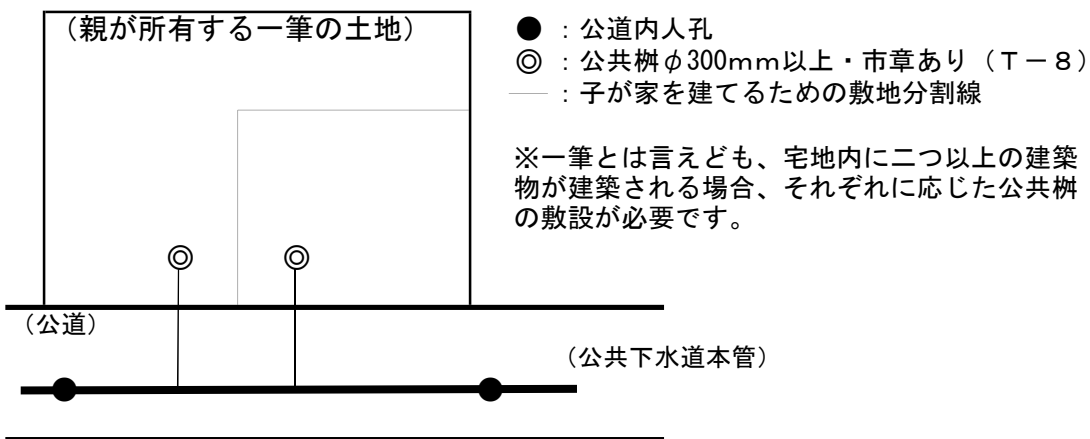 （親が所有する一筆の土地）
● ：公道内人孔
◎ ：公共桝φ300mm以上・市章あり（Ｔ－８）
― ：子が家を建てるための敷地分割線
※一筆とは言えども、宅地内に二つ以上の建築
物が建築される場合、それぞれに応じた公共桝
の敷設が必要です。
（公道）
（公共下水道本管）